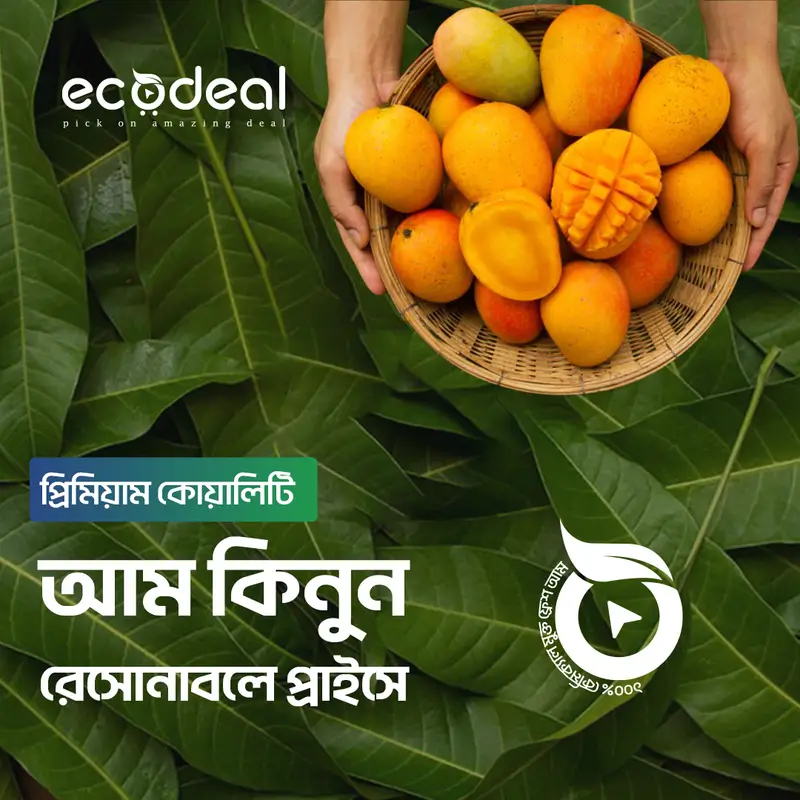 ecodeal
pick on amazing deal
প্রিমিয়াম কোয়ালিটি
আম কিনুন
রেসোনাবলে প্রাইসে
১০০% কেমিক্যাল মুক্ত ফ্রেশ আম